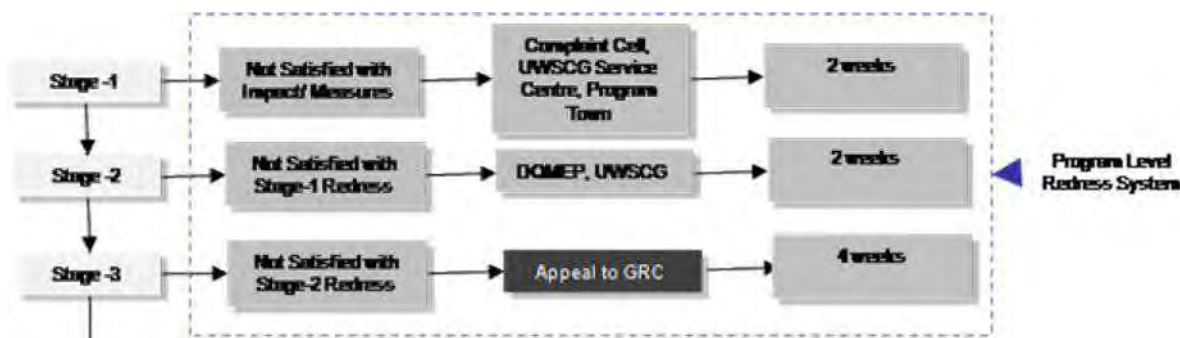 Stage -1
Not Satisfied with
Impact/ Measures
Complaint Cell,
UWSCG Service
Centre, Program
Town
2 weeks
Stage -2
Not Satisfied with
Stage-1 Redress
DOMEP, UWSCG
2 weeks
Program Level
Redress System
Stage -3
Not Satisfied with
Stage-2 Redress
Appeal to GRC
4 weeks